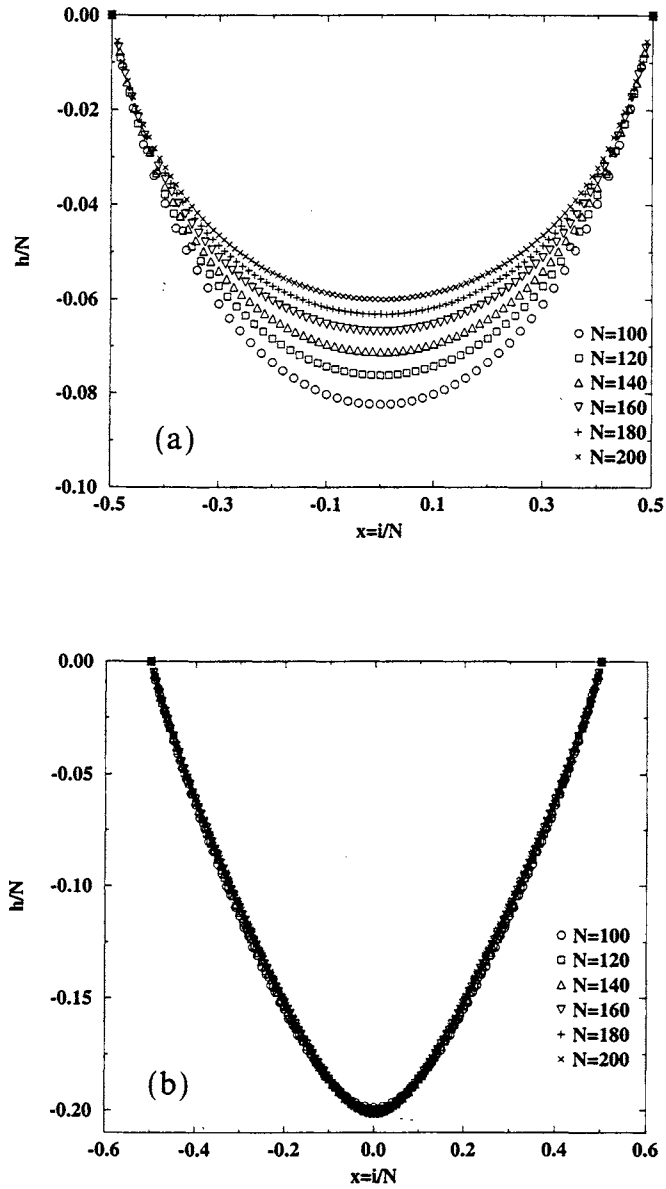 0.00
-0.02
-0.04
h/N
-0.06
-0.08
-0.10
○ N=100
□ N=120
△ N=140
▽ N=160
+ N=180
× N=200
(a)
-0.5 -0.3 -0.1 0.1 0.3 0.5
x=i/N
0.00
-0.05
h/N
-0.10
-0.15
-0.20
○ N=100
□ N=120
△ N=140
▽ N=160
+ N=180
× N=200
(b)
-0.6 -0.4 -0.2 0.0 0.2 0.4 0.6
x=i/N